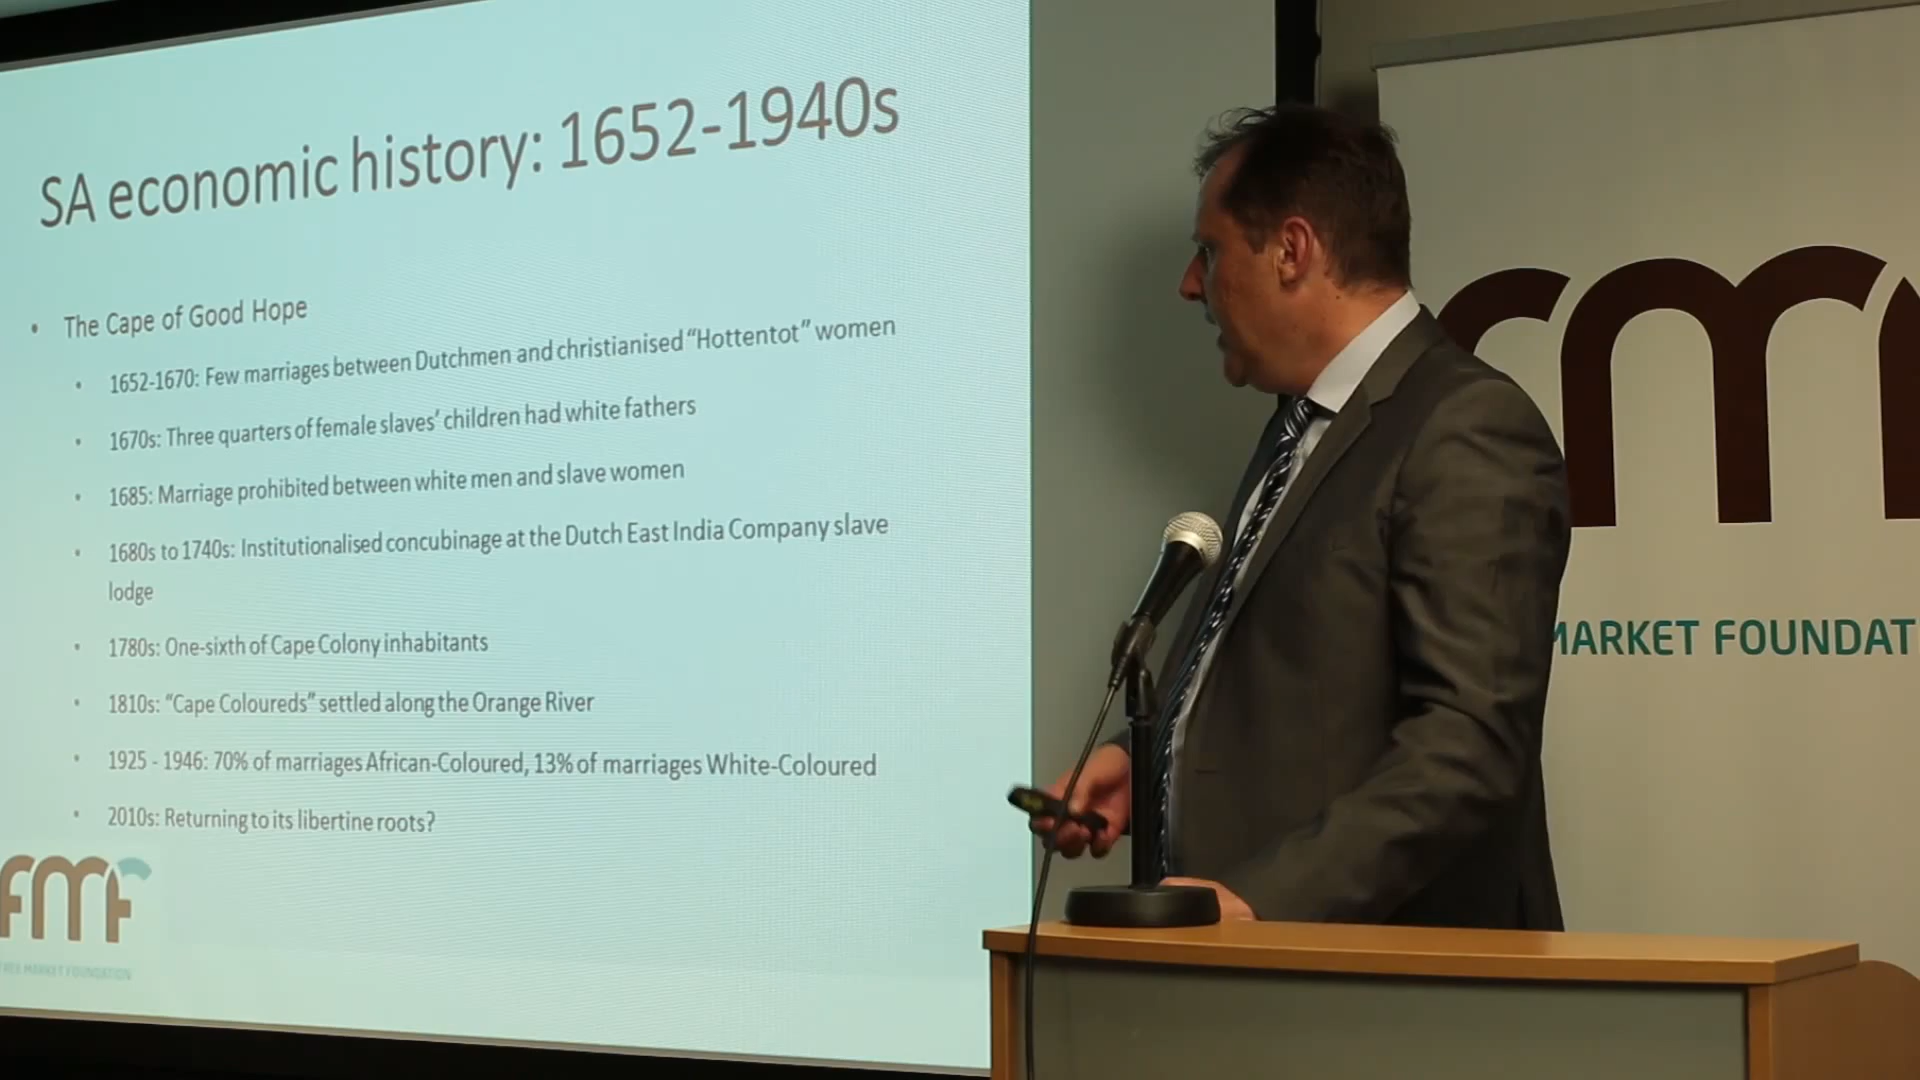 SA economic history: 1652-1940s
• The Cape of Good Hope
• 1652-1670: Few marriages between Dutchmen and christianised “Hottentot” women
• 1670s: Three quarters of female slaves’ children had white fathers
• 1685: Marriage prohibited between white men and slave women
• 1680s to 1740s: Institutionalised concubinage at the Dutch East India Company slave
lodge
• 1780s: One-sixth of Cape Colony inhabitants
• 1810s: “Cape Coloureds” settled along the Orange River
• 1925 - 1946: 70% of marriages African-Coloured, 13% of marriages White-Coloured
• 2010s: Returning to its libertine roots?
FMF
FREE MARKET FOUNDATION
FMF
MARKET FOUNDAT